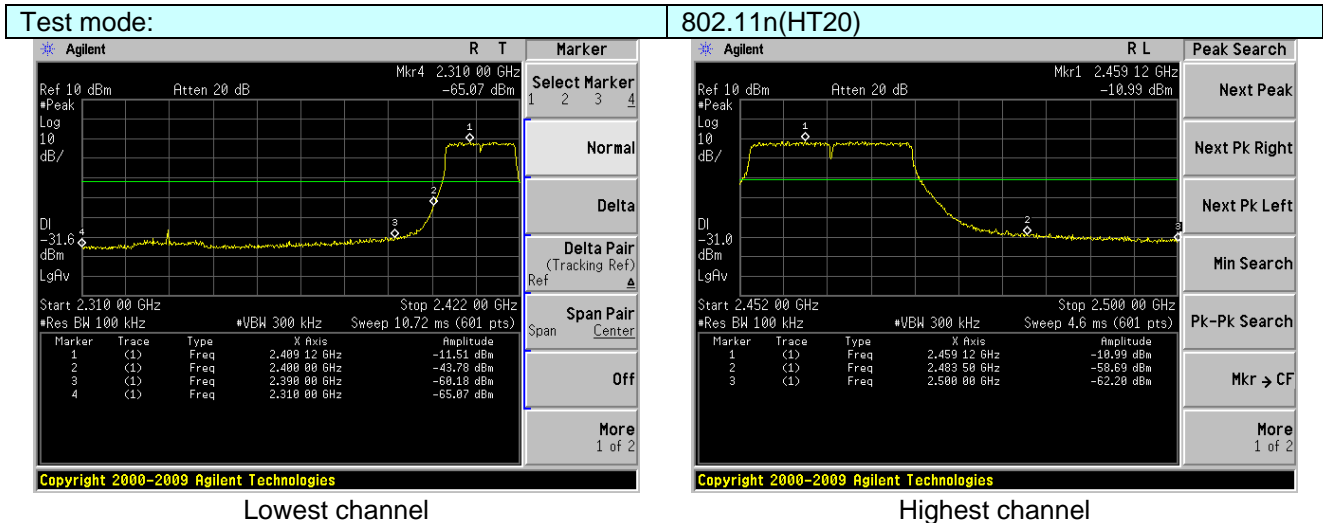 Test mode: 802.11n(HT20)
Agilent R T Marker
Mkr4 2.310 00 GHz
Ref 10 dBm Atten 20 dB -65.07 dBm
#Peak
Log
10
dB/
1
2
3
4
DI
-31.6
dBm
LgAv
Start 2.310 00 GHz Stop 2.422 00 GHz
#Res BW 100 kHz #VBW 300 kHz Sweep 10.72 ms (601 pts)
Marker Trace Type X Axis Amplitude
1 (1) Freq 2.409 12 GHz -11.51 dBm
2 (1) Freq 2.400 00 GHz -43.78 dBm
3 (1) Freq 2.390 00 GHz -60.18 dBm
4 (1) Freq 2.310 00 GHz -65.07 dBm
Select Marker
1 2 3 4
Normal
Delta
Delta Pair
(Tracking Ref)
Ref Δ
Span Pair
Span Center
Off
More
1 of 2
Copyright 2000-2009 Agilent Technologies
Lowest channel
Agilent R L Peak Search
Mkr1 2.459 12 GHz
Ref 10 dBm Atten 20 dB -10.99 dBm
#Peak
Log
10
dB/
1
2
3
DI
-31.0
dBm
LgAv
Start 2.452 00 GHz Stop 2.500 00 GHz
#Res BW 100 kHz #VBW 300 kHz Sweep 4.6 ms (601 pts)
Marker Trace Type X Axis Amplitude
1 (1) Freq 2.459 12 GHz -10.99 dBm
2 (1) Freq 2.483 50 GHz -58.69 dBm
3 (1) Freq 2.500 00 GHz -62.20 dBm
Next Peak
Next Pk Right
Next Pk Left
Min Search
Pk-Pk Search
Mkr → CF
More
1 of 2
Copyright 2000-2009 Agilent Technologies
Highest channel